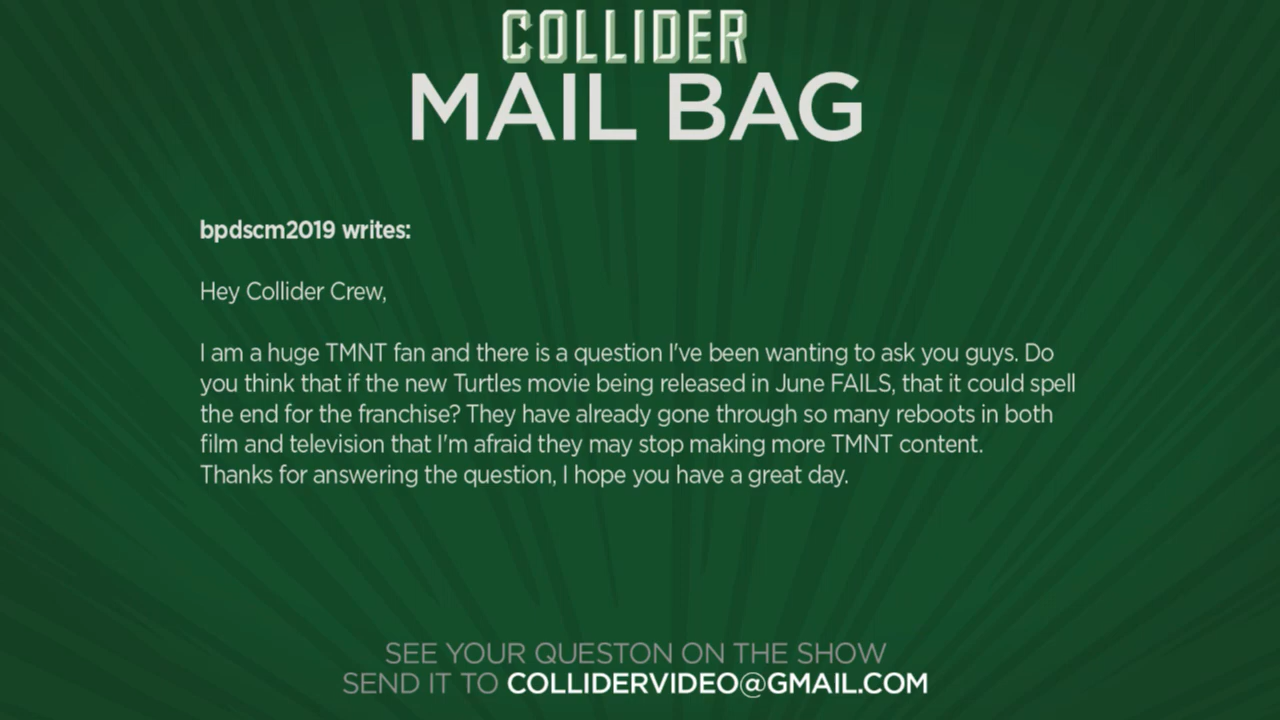 COLLIDER
MAIL BAG
bpdscm2019 writes:
Hey Collider Crew,
I am a huge TMNT fan and there is a question I've been wanting to ask you guys. Do
you think that if the new Turtles movie being released in June FAILS, that it could spell
the end for the franchise? They have already gone through so many reboots in both
film and television that I'm afraid they may stop making more TMNT content.
Thanks for answering the question, I hope you have a great day.
SEE YOUR QUESTON ON THE SHOW
SEND IT TO COLLIDERVIDEO@GMAIL.COM